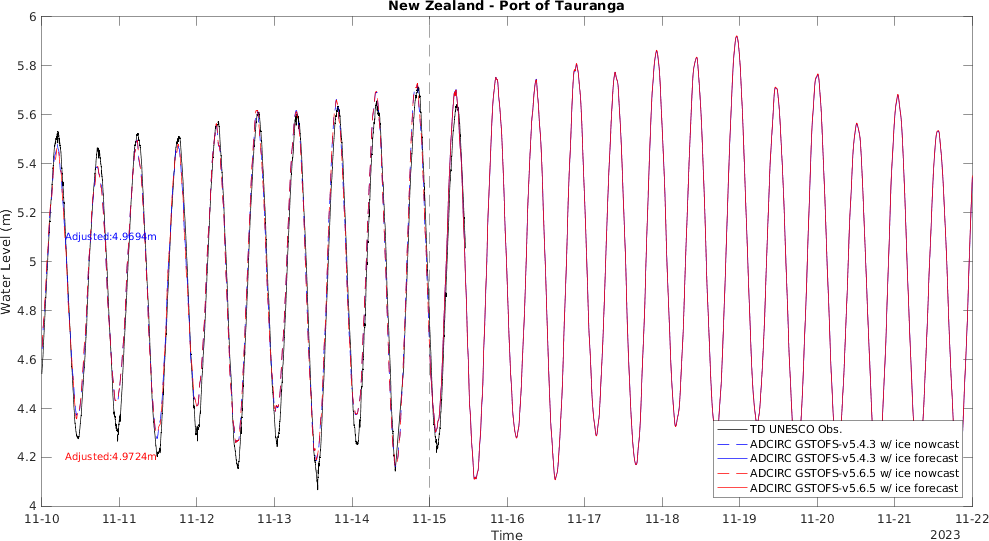 New Zealand - Port of Tauranga
Water Level (m)
6
5.8
5.6
5.4
5.2
5
4.8
4.6
4.4
4.2
4
Adjusted:4.9694m
Adjusted:4.9724m
TD UNESCO Obs.
ADCIRC GSTOFS-v5.4.3 w/ ice nowcast
ADCIRC GSTOFS-v5.4.3 w/ ice forecast
ADCIRC GSTOFS-v5.6.5 w/ ice nowcast
ADCIRC GSTOFS-v5.6.5 w/ ice forecast
11-10 11-11 11-12 11-13 11-14 11-15 11-16 11-17 11-18 11-19 11-20 11-21 11-22
Time
2023